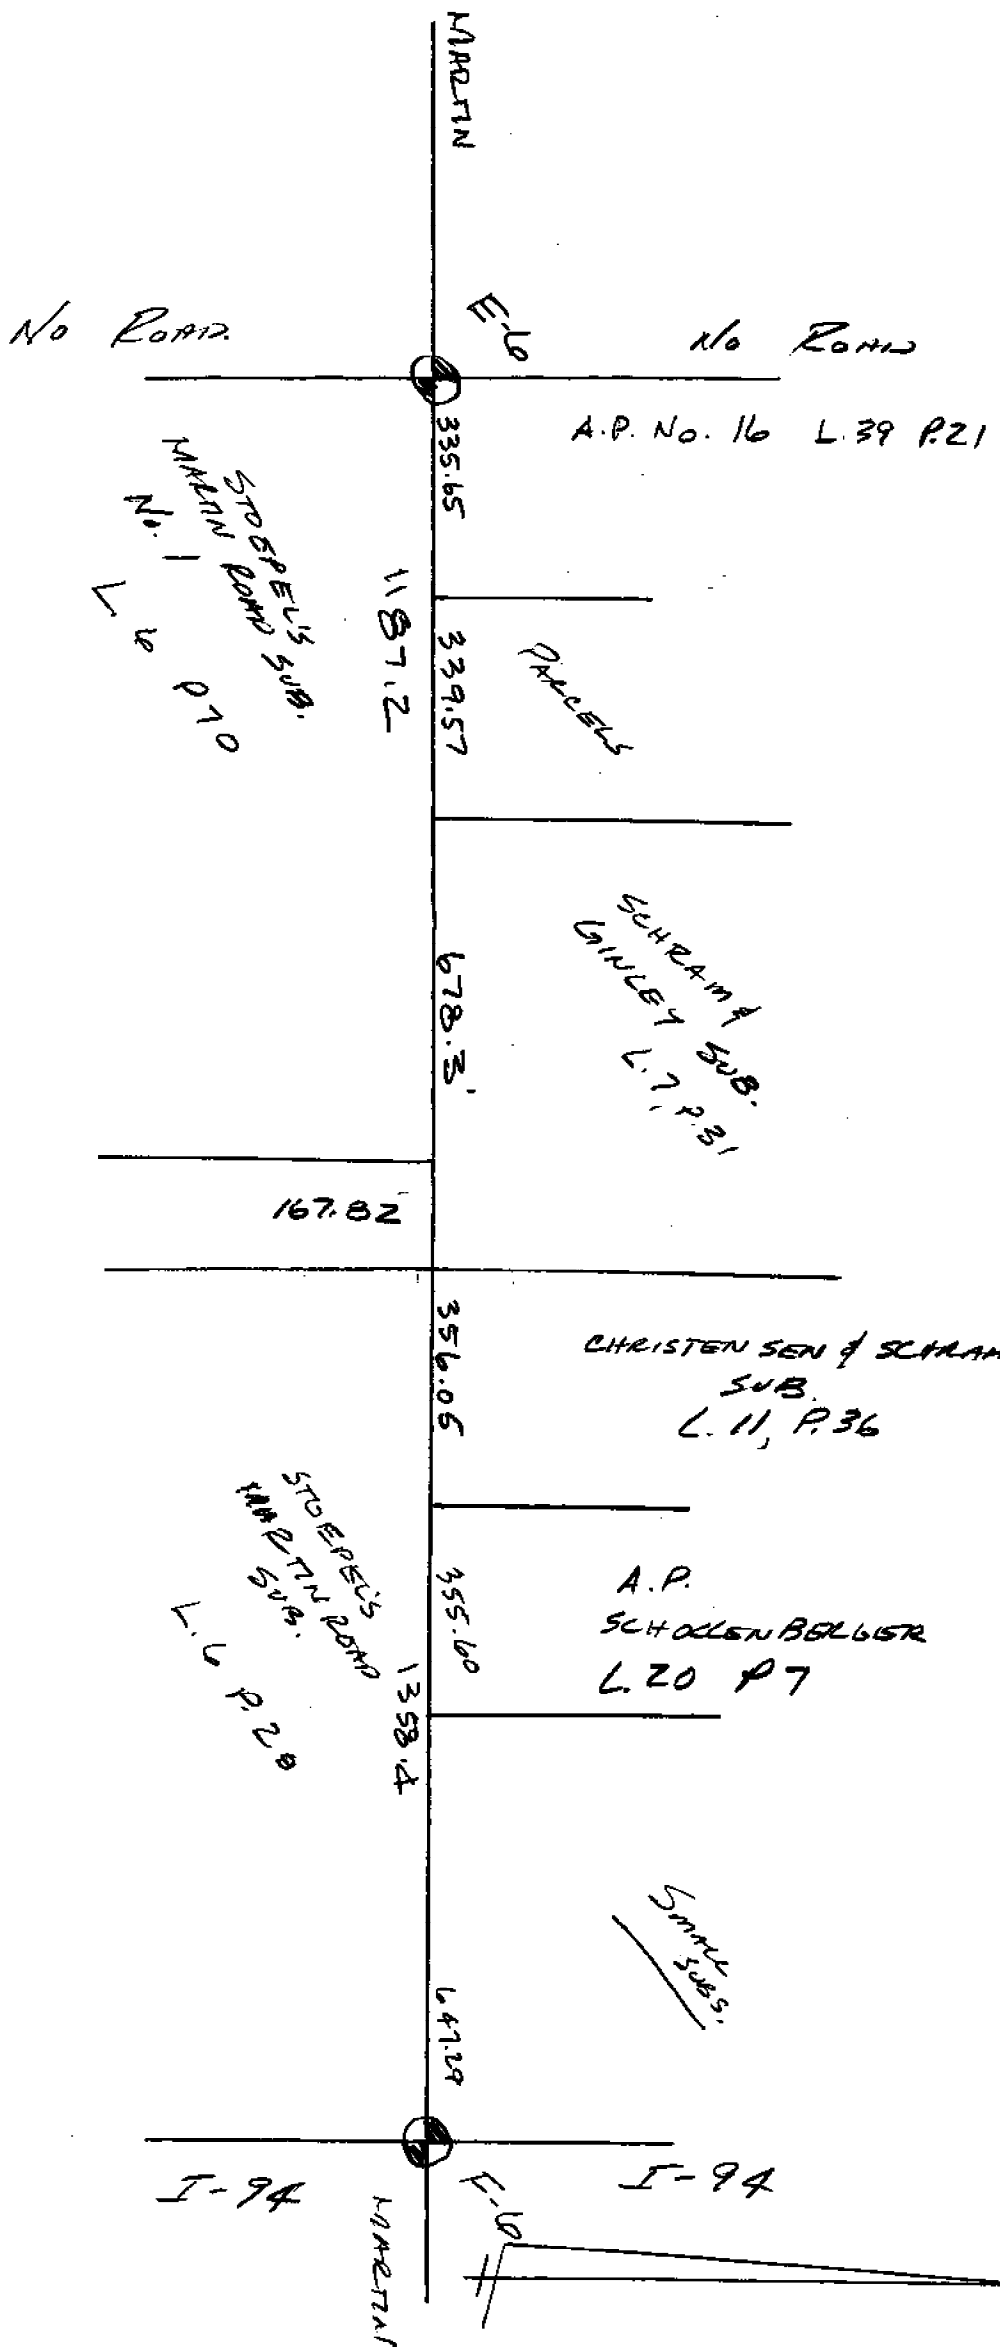 MARTIN
E-6
No ROAD.
No ROAD
A.P. No. 16 L.39 P.21
335.65
STOEPEL'S
MARTIN ROAD SUB.
No. 1
L 6 P70
1187.2
339.57
PARCELS
SCHRAM &
GINLEY SUB.
L.7, P.31
678.3'
167.82
356.05
CHRISTENSEN & SCHRAM
SUB.
L. 11, P.36
STOEPEL'S
MARTIN ROAD
SUB.
L.6 P.20
355.60
1358.4
A.P.
SCHOLLENBERGER
L.20 P7
SMALL
SUBS.
647.29
I-94
F-6
I-94
MARTIN